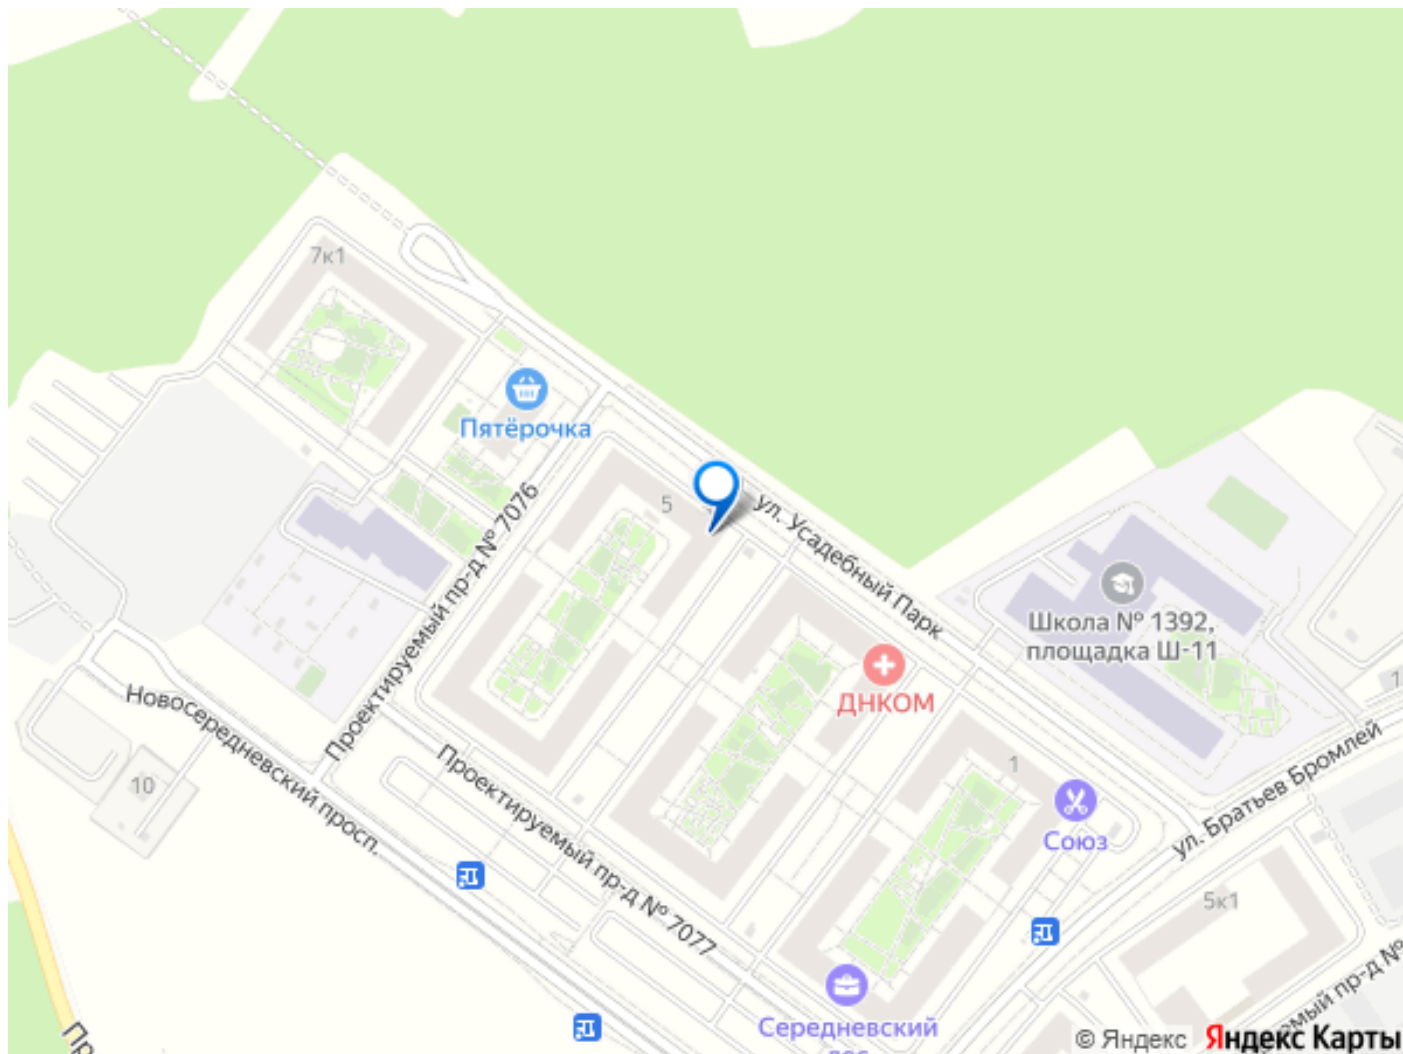 7к1
Пятёрочка
5
ул. Усадебный Парк
Проектируемый пр-д № 7076
Школа № 1392,
площадка Ш-11
ДНКОМ
Новосередневский просп.
10
Проектируемый пр-д № 7077
1
Союз
ул. Братьев Бромлей
5к1
Середневский
© Яндекс
Яндекс Карты